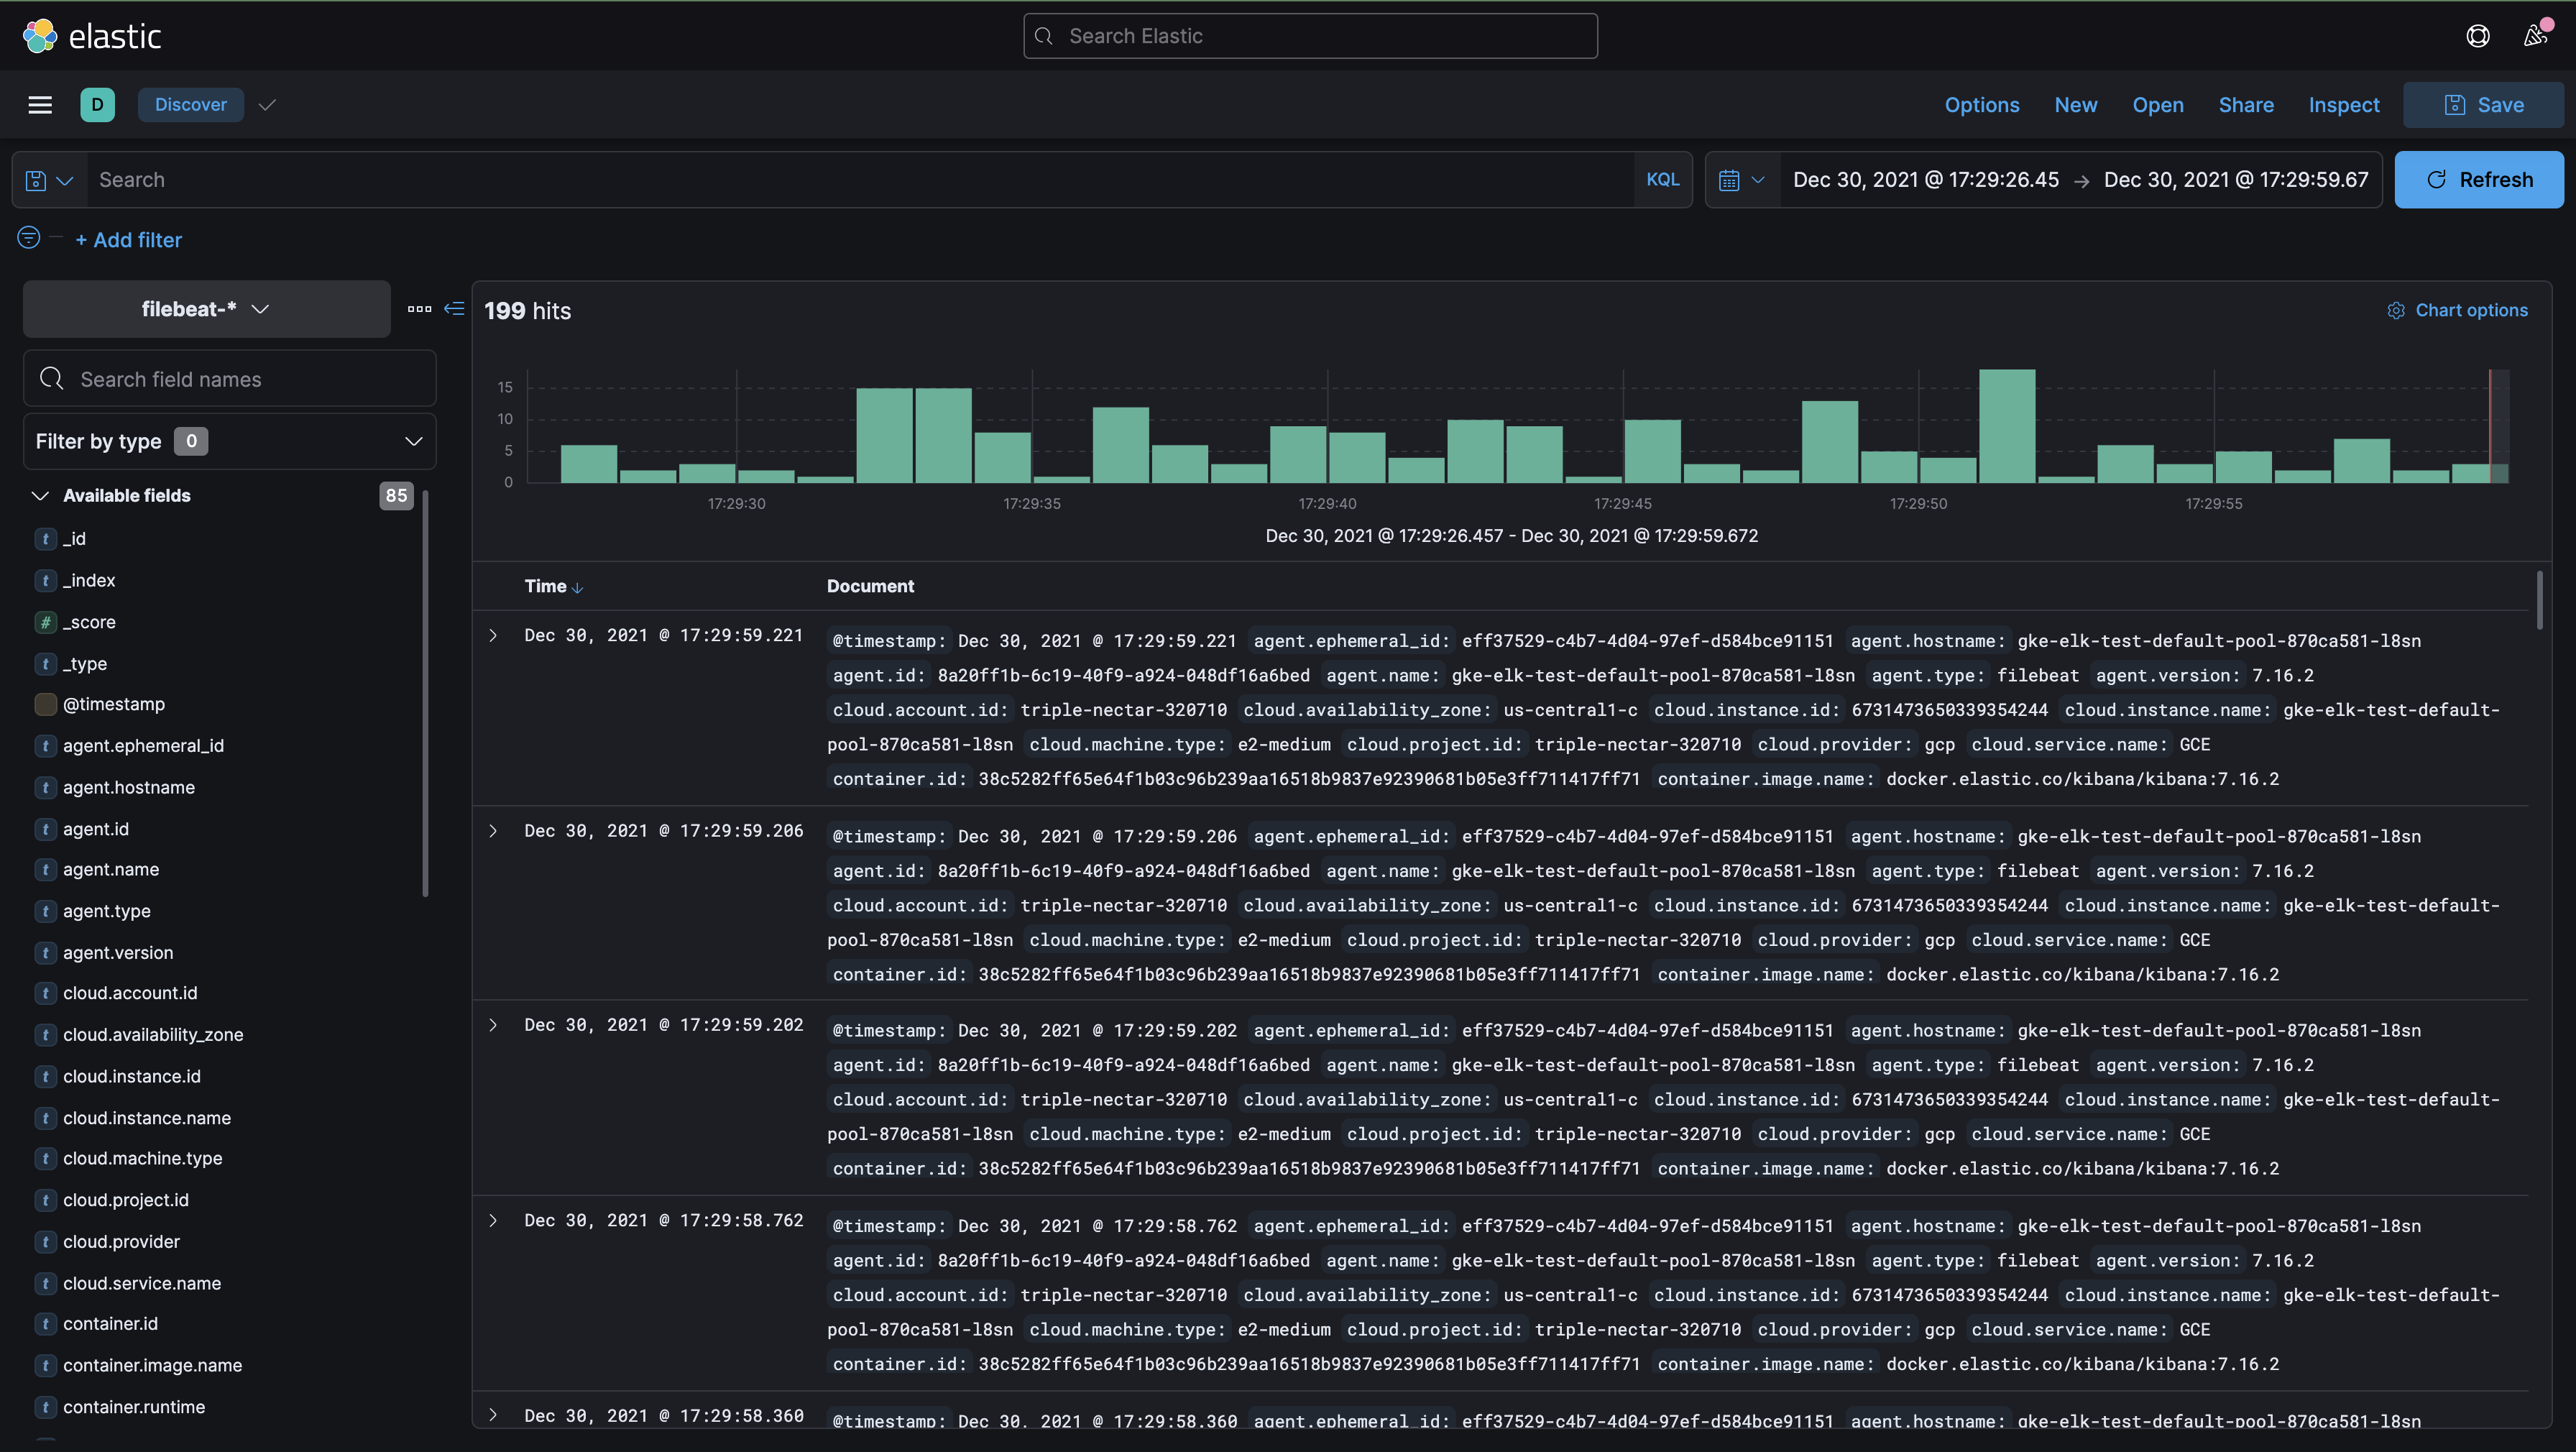 elastic
Search Elastic
D Discover
Options New Open Share Inspect Save
Search KQL Dec 30, 2021 @ 17:29:26.45 → Dec 30, 2021 @ 17:29:59.67 Refresh
+ Add filter
filebeat-*
Search field names
Filter by type 0
Available fields 85
t _id
t _index
# _score
t _type
@timestamp
t agent.ephemeral_id
t agent.hostname
t agent.id
t agent.name
t agent.type
t agent.version
t cloud.account.id
t cloud.availability_zone
t cloud.instance.id
t cloud.instance.name
t cloud.machine.type
t cloud.project.id
t cloud.provider
t cloud.service.name
t container.id
t container.image.name
t container.runtime
199 hits
Chart options
15
10
5
0
17:29:30 17:29:35 17:29:40 17:29:45 17:29:50 17:29:55
Dec 30, 2021 @ 17:29:26.457 - Dec 30, 2021 @ 17:29:59.672
Time ↓ Document
Dec 30, 2021 @ 17:29:59.221 @timestamp: Dec 30, 2021 @ 17:29:59.221 agent.ephemeral_id: eff37529-c4b7-4d04-97ef-d584bce91151 agent.hostname: gke-elk-test-default-pool-870ca581-l8sn
agent.id: 8a20ff1b-6c19-40f9-a924-048df16a6bed agent.name: gke-elk-test-default-pool-870ca581-l8sn agent.type: filebeat agent.version: 7.16.2
cloud.account.id: triple-nectar-320710 cloud.availability_zone: us-central1-c cloud.instance.id: 6731473650339354244 cloud.instance.name: gke-elk-test-default-
pool-870ca581-l8sn cloud.machine.type: e2-medium cloud.project.id: triple-nectar-320710 cloud.provider: gcp cloud.service.name: GCE
container.id: 38c5282ff65e64f1b03c96b239aa16518b9837e92390681b05e3ff711417ff71 container.image.name: docker.elastic.co/kibana/kibana:7.16.2
Dec 30, 2021 @ 17:29:59.206 @timestamp: Dec 30, 2021 @ 17:29:59.206 agent.ephemeral_id: eff37529-c4b7-4d04-97ef-d584bce91151 agent.hostname: gke-elk-test-default-pool-870ca581-l8sn
agent.id: 8a20ff1b-6c19-40f9-a924-048df16a6bed agent.name: gke-elk-test-default-pool-870ca581-l8sn agent.type: filebeat agent.version: 7.16.2
cloud.account.id: triple-nectar-320710 cloud.availability_zone: us-central1-c cloud.instance.id: 6731473650339354244 cloud.instance.name: gke-elk-test-default-
pool-870ca581-l8sn cloud.machine.type: e2-medium cloud.project.id: triple-nectar-320710 cloud.provider: gcp cloud.service.name: GCE
container.id: 38c5282ff65e64f1b03c96b239aa16518b9837e92390681b05e3ff711417ff71 container.image.name: docker.elastic.co/kibana/kibana:7.16.2
Dec 30, 2021 @ 17:29:59.202 @timestamp: Dec 30, 2021 @ 17:29:59.202 agent.ephemeral_id: eff37529-c4b7-4d04-97ef-d584bce91151 agent.hostname: gke-elk-test-default-pool-870ca581-l8sn
agent.id: 8a20ff1b-6c19-40f9-a924-048df16a6bed agent.name: gke-elk-test-default-pool-870ca581-l8sn agent.type: filebeat agent.version: 7.16.2
cloud.account.id: triple-nectar-320710 cloud.availability_zone: us-central1-c cloud.instance.id: 6731473650339354244 cloud.instance.name: gke-elk-test-default-
pool-870ca581-l8sn cloud.machine.type: e2-medium cloud.project.id: triple-nectar-320710 cloud.provider: gcp cloud.service.name: GCE
container.id: 38c5282ff65e64f1b03c96b239aa16518b9837e92390681b05e3ff711417ff71 container.image.name: docker.elastic.co/kibana/kibana:7.16.2
Dec 30, 2021 @ 17:29:58.762 @timestamp: Dec 30, 2021 @ 17:29:58.762 agent.ephemeral_id: eff37529-c4b7-4d04-97ef-d584bce91151 agent.hostname: gke-elk-test-default-pool-870ca581-l8sn
agent.id: 8a20ff1b-6c19-40f9-a924-048df16a6bed agent.name: gke-elk-test-default-pool-870ca581-l8sn agent.type: filebeat agent.version: 7.16.2
cloud.account.id: triple-nectar-320710 cloud.availability_zone: us-central1-c cloud.instance.id: 6731473650339354244 cloud.instance.name: gke-elk-test-default-
pool-870ca581-l8sn cloud.machine.type: e2-medium cloud.project.id: triple-nectar-320710 cloud.provider: gcp cloud.service.name: GCE
container.id: 38c5282ff65e64f1b03c96b239aa16518b9837e92390681b05e3ff711417ff71 container.image.name: docker.elastic.co/kibana/kibana:7.16.2
Dec 30, 2021 @ 17:29:58.360 @timestamp: Dec 30, 2021 @ 17:29:58.360 agent.ephemeral_id: eff37529-c4b7-4d04-97ef-d584bce91151 agent.hostname: gke-elk-test-default-pool-870ca581-l8sn